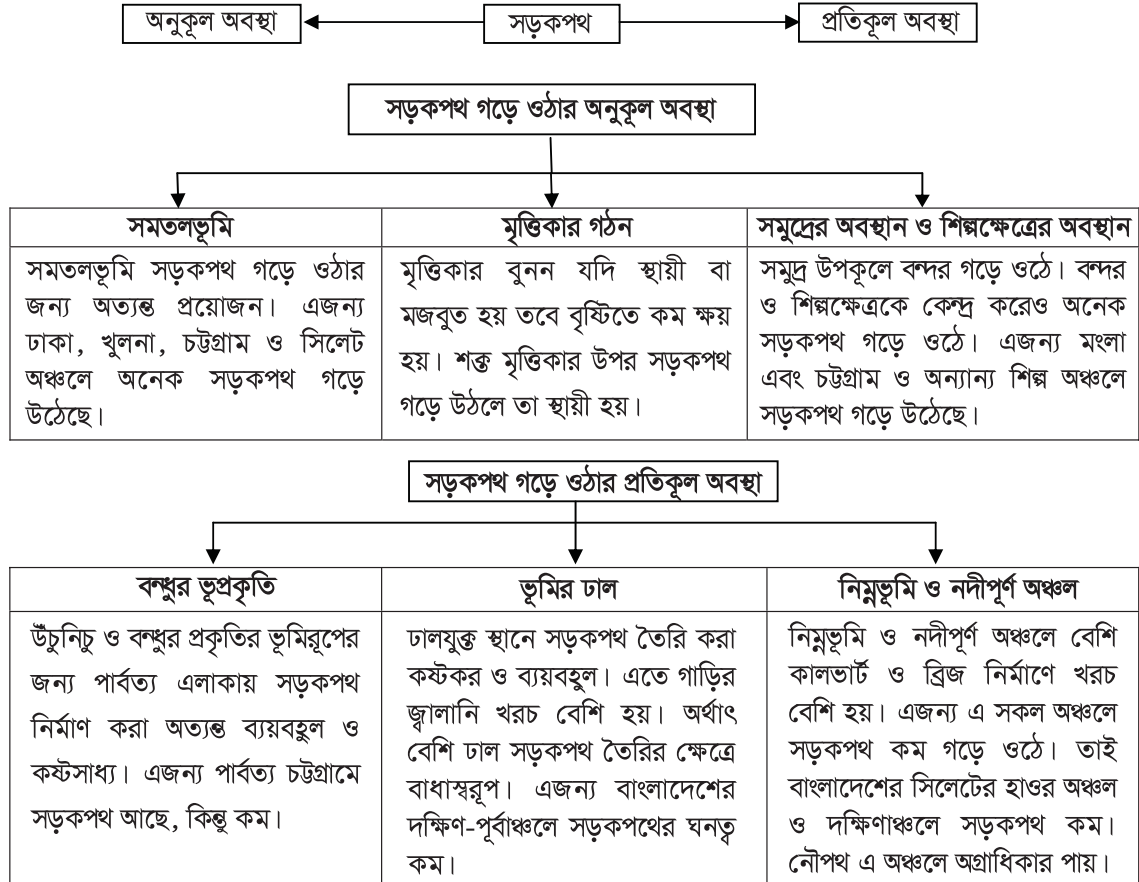 অনুকূল অবস্থা
সড়কপথ
প্রতিকূল অবস্থা
সড়কপথ গড়ে ওঠার অনুকূল অবস্থা
সমতলভূমি
সমতলভূমি সড়কপথ গড়ে ওঠার
জন্য অত্যন্ত প্রয়োজন। এজন্য
ঢাকা, খুলনা, চট্টগ্রাম ও সিলেট
অঞ্চলে অনেক সড়কপথ গড়ে
উঠেছে।
মৃত্তিকার গঠন
মৃত্তিকার বুনন যদি স্থায়ী বা
মজবুত হয় তবে বৃষ্টিতে কম ক্ষয়
হয়। শক্ত মৃত্তিকার উপর সড়কপথ
গড়ে উঠলে তা স্থায়ী হয়।
সমুদ্রের অবস্থান ও শিল্পক্ষেত্রের অবস্থান
সমুদ্র উপকূলে বন্দর গড়ে ওঠে। বন্দর
ও শিল্পক্ষেত্রকে কেন্দ্র করেও অনেক
সড়কপথ গড়ে ওঠে। এজন্য মংলা
এবং চট্টগ্রাম ও অন্যান্য শিল্প অঞ্চলে
সড়কপথ গড়ে উঠেছে।
সড়কপথ গড়ে ওঠার প্রতিকূল অবস্থা
বন্ধুর ভূপ্রকৃতি
উঁচুনিচু ও বন্ধুর প্রকৃতির ভূমিরূপের
জন্য পার্বত্য এলাকায় সড়কপথ
নির্মাণ করা অত্যন্ত ব্যয়বহুল ও
কষ্টসাধ্য। এজন্য পার্বত্য চট্টগ্রামে
সড়কপথ আছে, কিন্তু কম।
ভূমির ঢাল
ঢালযুক্ত স্থানে সড়কপথ তৈরি করা
কষ্টকর ও ব্যয়বহুল। এতে গাড়ির
জ্বালানি খরচ বেশি হয়। অর্থাৎ
বেশি ঢাল সড়কপথ তৈরির ক্ষেত্রে
বাধাস্বরূপ। এজন্য বাংলাদেশের
দক্ষিণ-পূর্বাঞ্চলে সড়কপথের ঘনত্ব
কম।
নিম্নভূমি ও নদীপূর্ণ অঞ্চল
নিম্নভূমি ও নদীপূর্ণ অঞ্চলে বেশি
কালভার্ট ও ব্রিজ নির্মাণে খরচ
বেশি হয়। এজন্য এ সকল অঞ্চলে
সড়কপথ কম গড়ে ওঠে। তাই
বাংলাদেশের সিলেটের হাওর অঞ্চল
ও দক্ষিণাঞ্চলে সড়কপথ কম।
নৌপথ এ অঞ্চলে অগ্রাধিকার পায়।